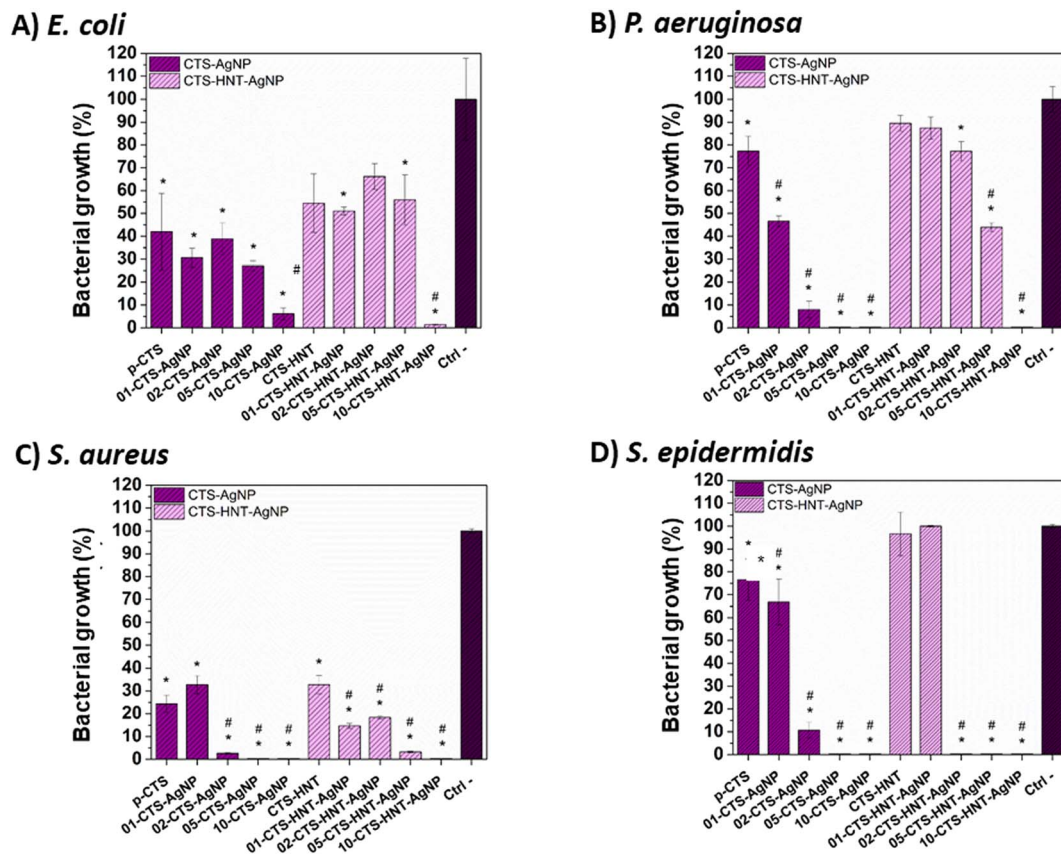 A) E. coli
CTS-AgNP
CTS-HNT-AgNP
Bacterial growth (%)
120
110
100
90
80
70
60
50
40
30
20
10
0
* * * * # * * * # *
p-CTS
01-CTS-AgNP
02-CTS-AgNP
05-CTS-AgNP
10-CTS-AgNP
CTS-HNT
01-CTS-HNT-AgNP
02-CTS-HNT-AgNP
05-CTS-HNT-AgNP
10-CTS-HNT-AgNP
Ctrl -
B) P. aeruginosa
CTS-AgNP
CTS-HNT-AgNP
Bacterial growth (%)
120
110
100
90
80
70
60
50
40
30
20
10
0
* # * # * # * # * * # * # *
p-CTS
01-CTS-AgNP
02-CTS-AgNP
05-CTS-AgNP
10-CTS-AgNP
CTS-HNT
01-CTS-HNT-AgNP
02-CTS-HNT-AgNP
05-CTS-HNT-AgNP
10-CTS-HNT-AgNP
Ctrl -
C) S. aureus
CTS-AgNP
CTS-HNT-AgNP
Bacterial growth (%)
120
110
100
90
80
70
60
50
40
30
20
10
0
* * # * # * # * * # * # * # * # *
p-CTS
01-CTS-AgNP
02-CTS-AgNP
05-CTS-AgNP
10-CTS-AgNP
CTS-HNT
01-CTS-HNT-AgNP
02-CTS-HNT-AgNP
05-CTS-HNT-AgNP
10-CTS-HNT-AgNP
Ctrl -
D) S. epidermidis
CTS-AgNP
CTS-HNT-AgNP
Bacterial growth (%)
120
110
100
90
80
70
60
50
40
30
20
10
0
* * # * # * # * # * # * # * # *
p-CTS
01-CTS-AgNP
02-CTS-AgNP
05-CTS-AgNP
10-CTS-AgNP
CTS-HNT
01-CTS-HNT-AgNP
02-CTS-HNT-AgNP
05-CTS-HNT-AgNP
10-CTS-HNT-AgNP
Ctrl -